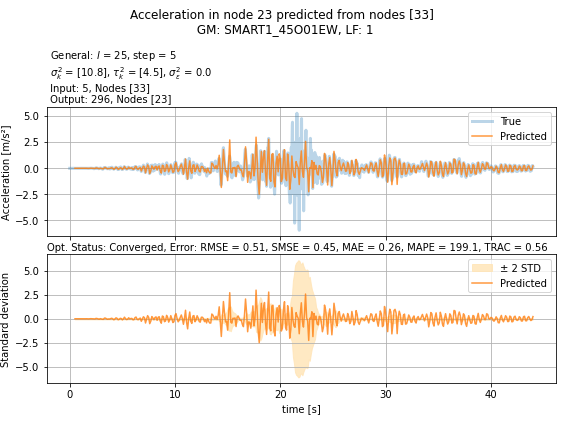 Acceleration in node 23 predicted from nodes [33]
GM: SMART1_45O01EW, LF: 1
General: l = 25, step = 5
σ²ₖ = [10.8], τ²ₖ = [4.5], σ²ε = 0.0
Input: 5, Nodes [33]
Output: 296, Nodes [23]
5.0
2.5
0.0
−2.5
−5.0
Acceleration [m/s²]
True
Predicted
Opt. Status: Converged, Error: RMSE = 0.51, SMSE = 0.45, MAE = 0.26, MAPE = 199.1, TRAC = 0.56
5.0
2.5
0.0
−2.5
−5.0
Standard deviation
± 2 STD
Predicted
0 10 20 30 40
time [s]